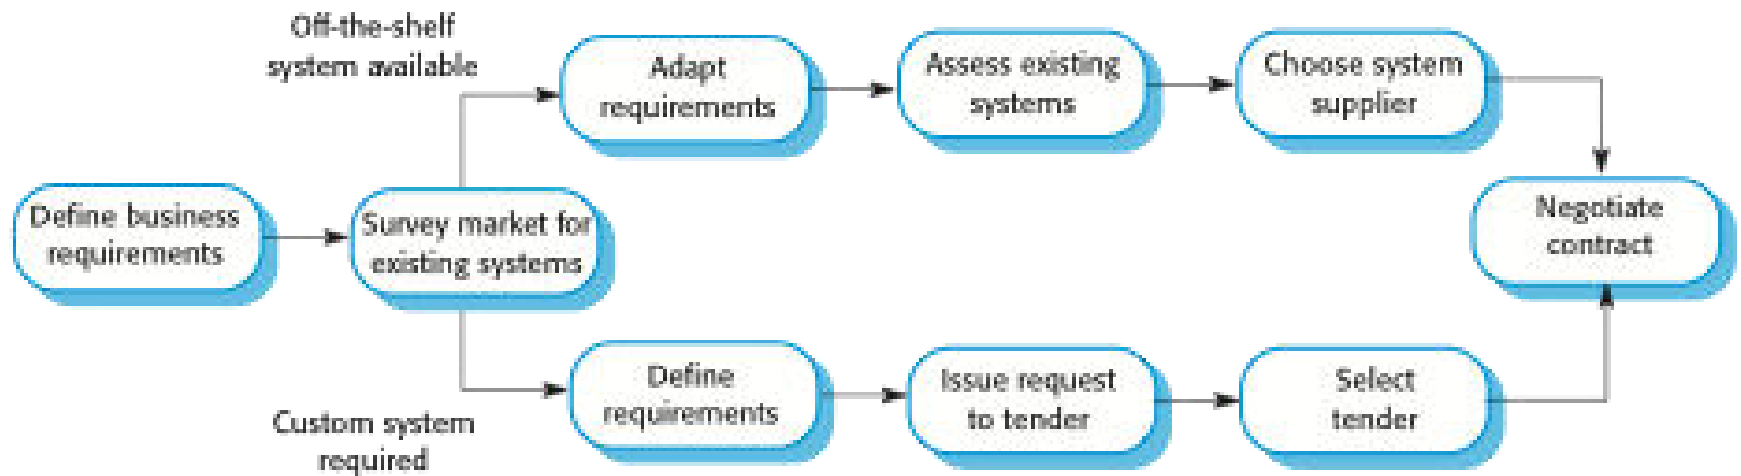 Off-the-shelf
system available
Adapt
requirements
Assess existing
systems
Choose system
supplier
Define business
requirements
Survey market for
existing systems
Negotiate
contract
Define
requirements
Issue request
to tender
Select
tender
Custom system
required